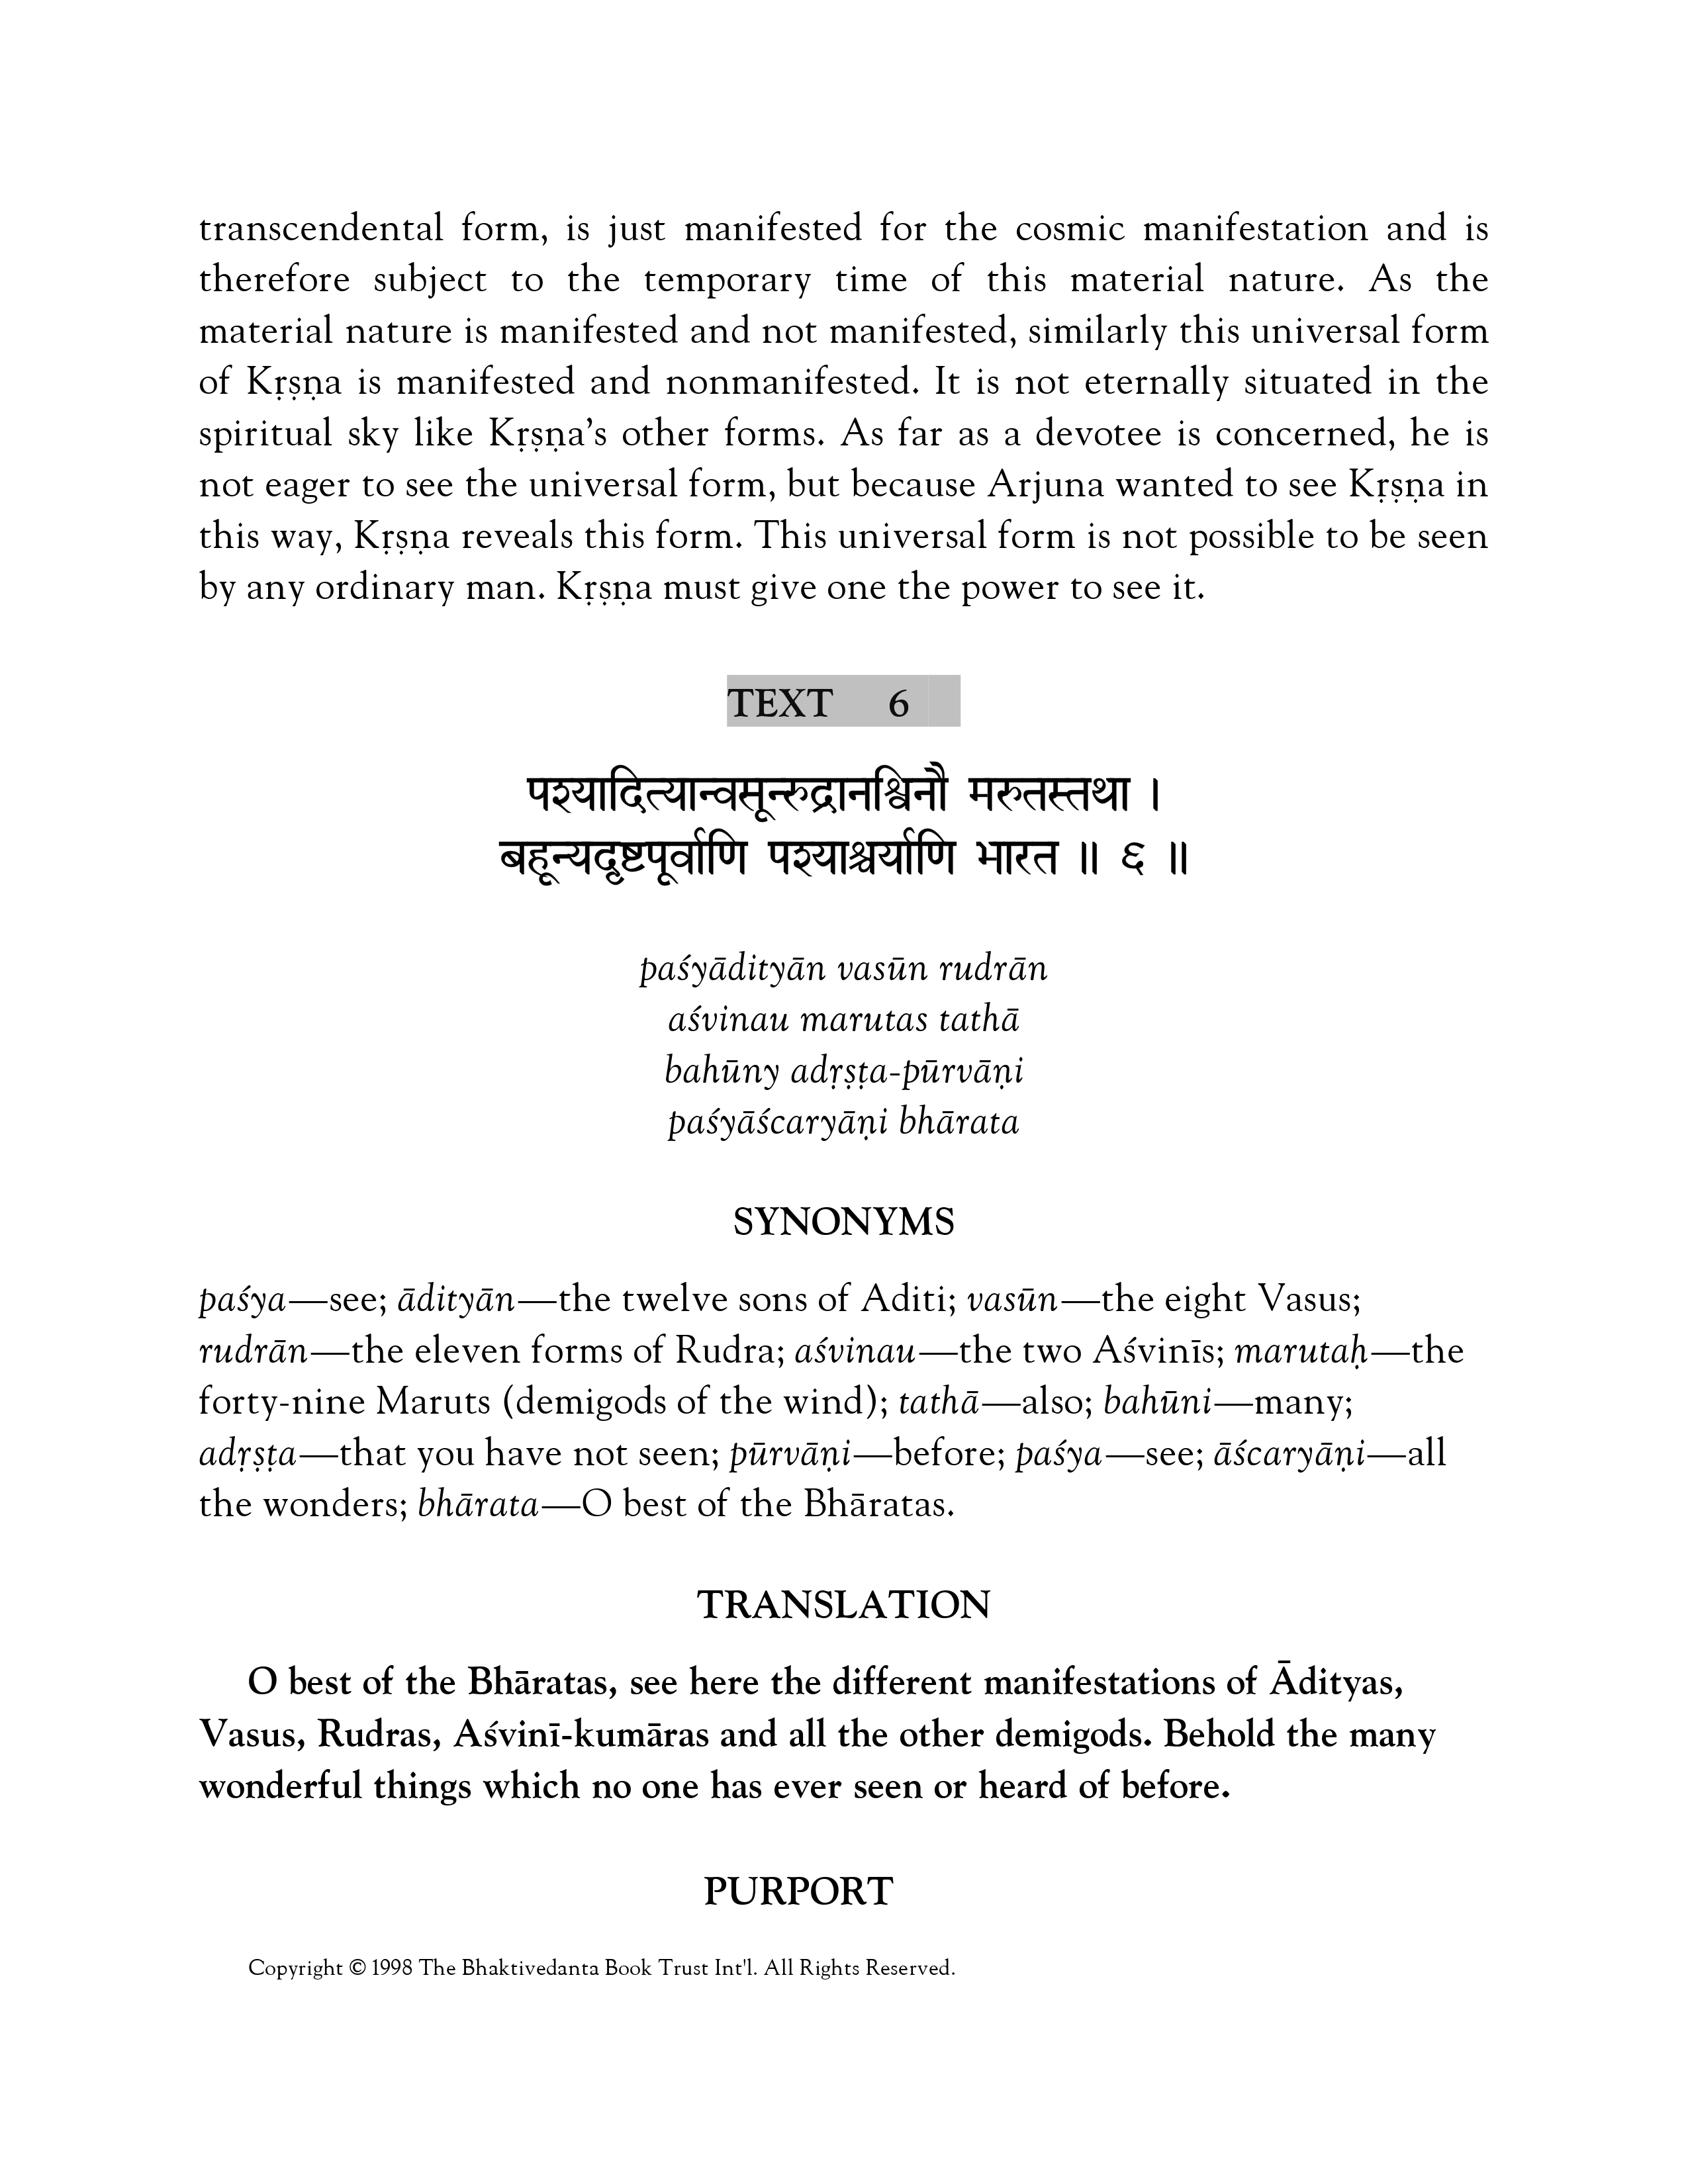 transcendental form, is just manifested for the cosmic manifestation and is
therefore subject to the temporary time of this material nature. As the
material nature is manifested and not manifested, similarly this universal form
of Kṛṣṇa is manifested and nonmanifested. It is not eternally situated in the
spiritual sky like Kṛṣṇa’s other forms. As far as a devotee is concerned, he is
not eager to see the universal form, but because Arjuna wanted to see Kṛṣṇa in
this way, Kṛṣṇa reveals this form. This universal form is not possible to be seen
by any ordinary man. Kṛṣṇa must give one the power to see it.
TEXT 6
पश्यादित्यान्वसून्रुद्रानश्विनौ मरुतस्तथा ।
बहून्यदृष्टपूर्वाणि पश्याश्चर्याणि भारत ॥ ६ ॥
paśyādityān vasūn rudrān
aśvinau marutas tathā
bahūny adṛṣṭa-pūrvāṇi
paśyāścaryāṇi bhārata
SYNONYMS
paśya—see; ādityān—the twelve sons of Aditi; vasūn—the eight Vasus;
rudrān—the eleven forms of Rudra; aśvinau—the two Aśvinīs; marutaḥ—the
forty-nine Maruts (demigods of the wind); tathā—also; bahūni—many;
adṛṣṭa—that you have not seen; pūrvāṇi—before; paśya—see; āścaryāṇi—all
the wonders; bhārata—O best of the Bhāratas.
TRANSLATION
O best of the Bhāratas, see here the different manifestations of Ādityas,
Vasus, Rudras, Aśvinī-kumāras and all the other demigods. Behold the many
wonderful things which no one has ever seen or heard of before.
PURPORT
Copyright © 1998 The Bhaktivedanta Book Trust Int'l. All Rights Reserved.